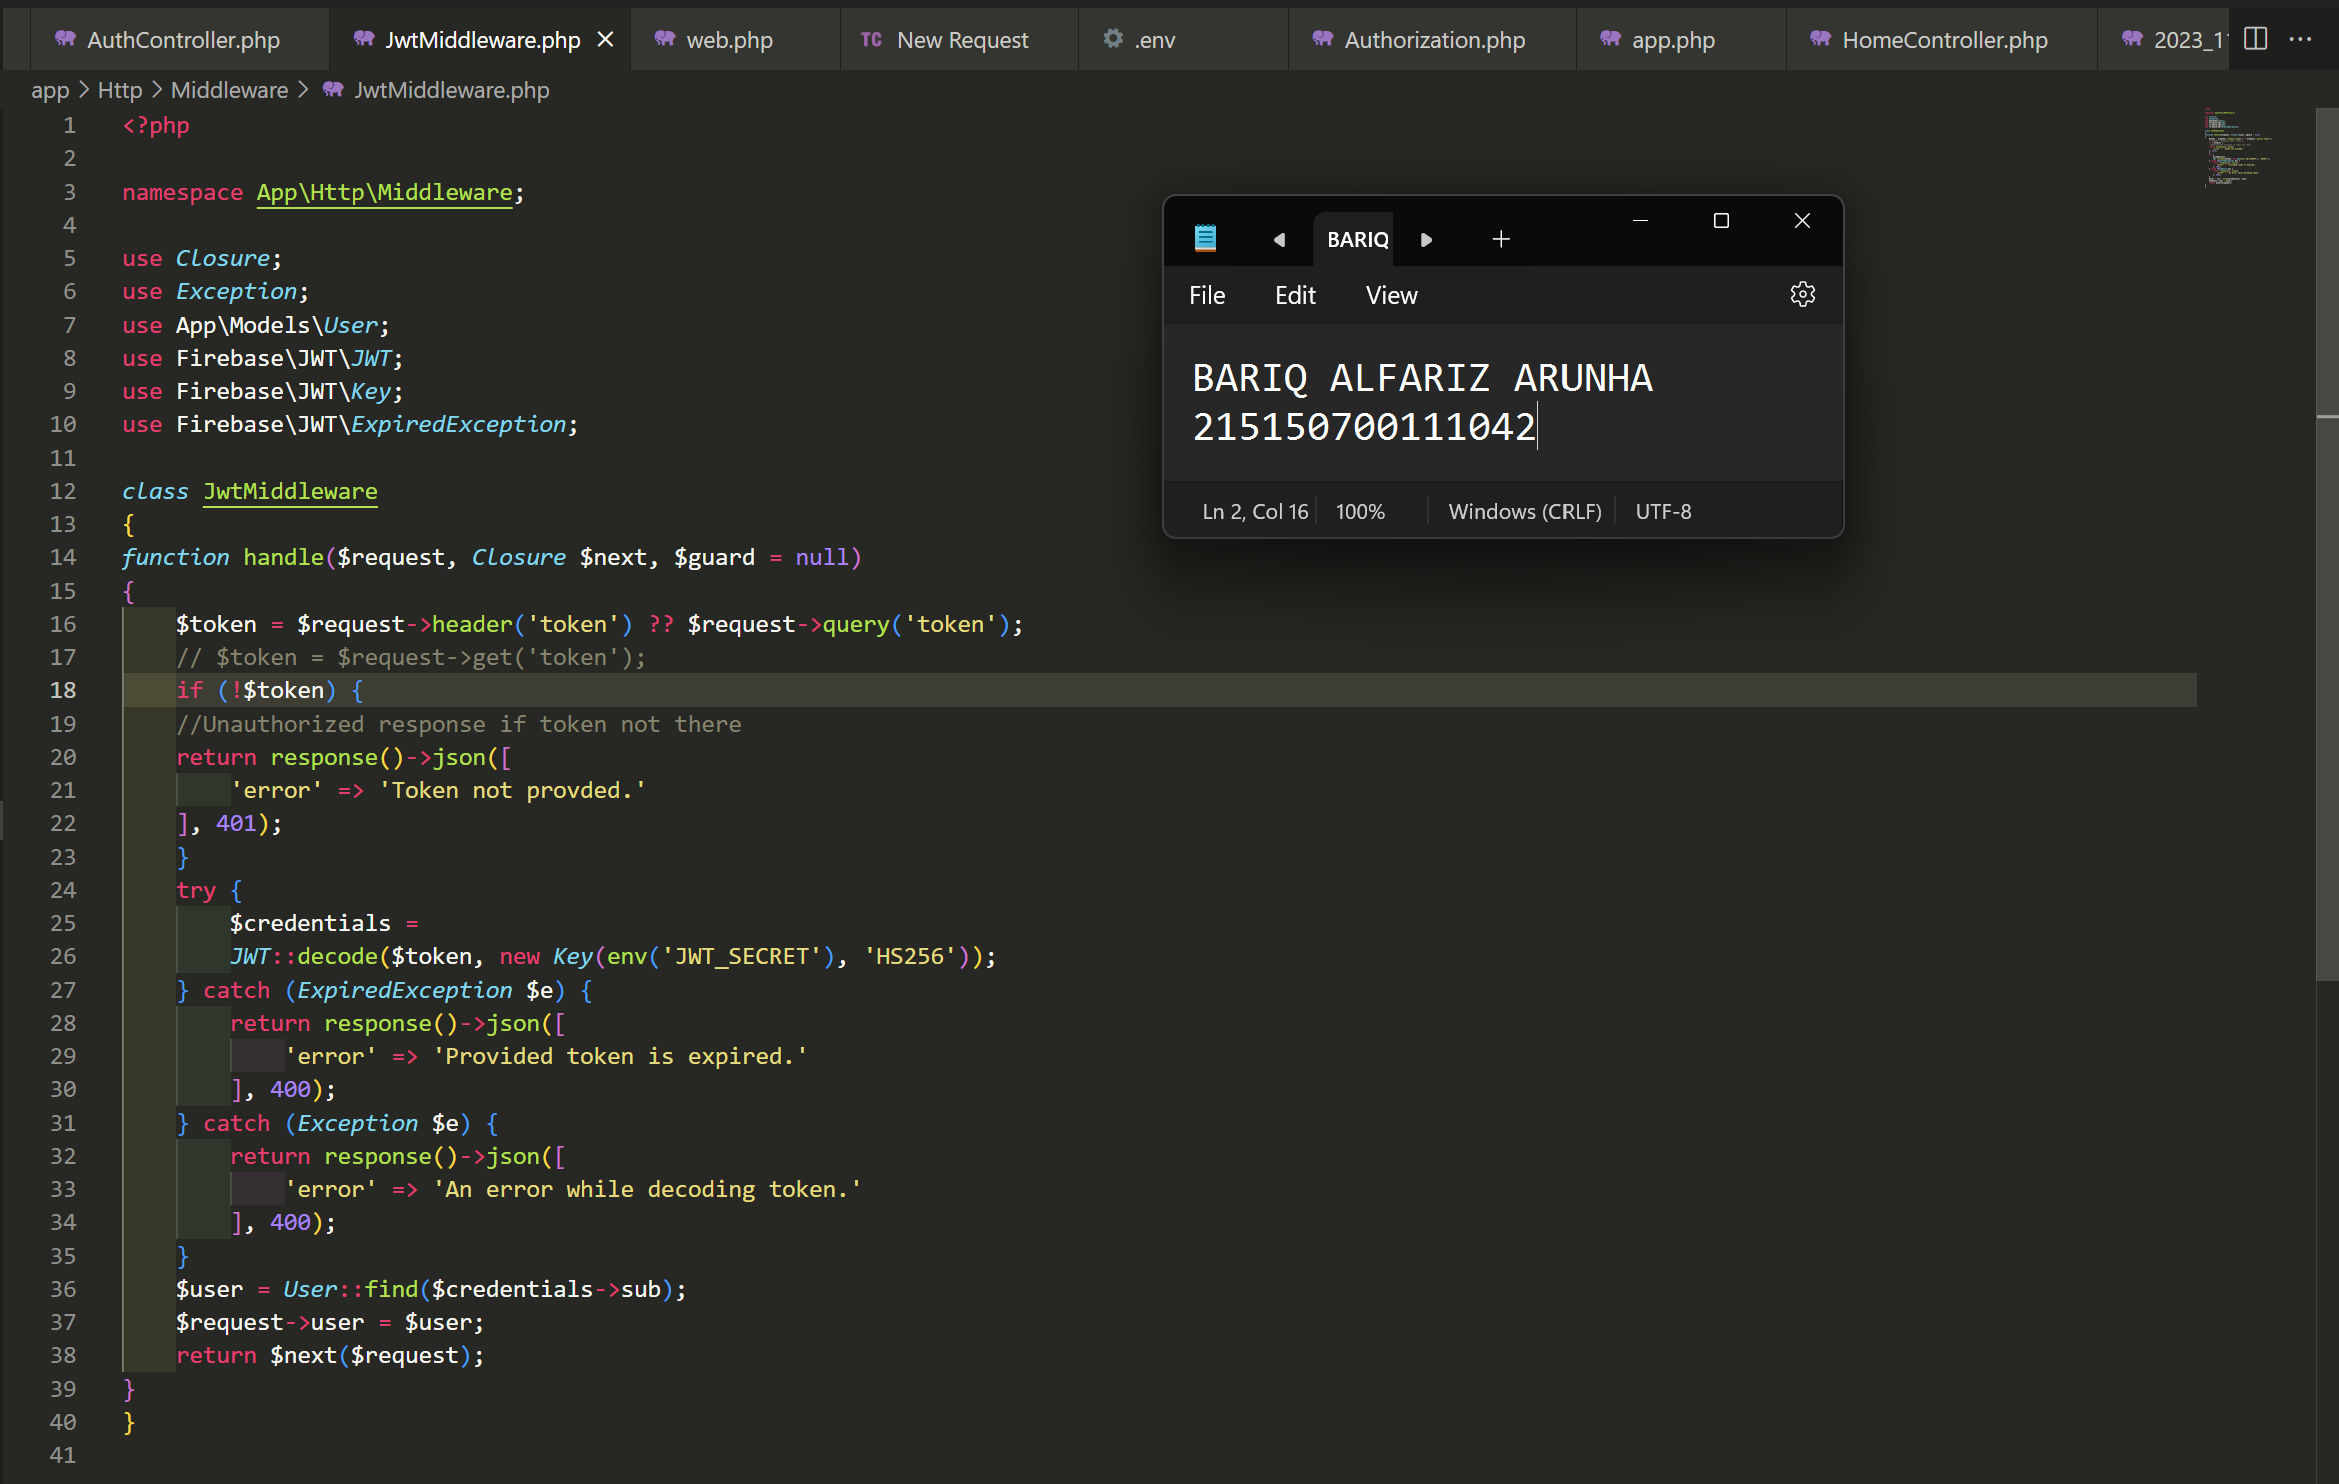 AuthController.php JwtMiddleware.php web.php TC New Request .env Authorization.php app.php HomeController.php 2023_1
app > Http > Middleware > JwtMiddleware.php
1 <?php
2
3 namespace App\Http\Middleware;
4
5 use Closure;
6 use Exception;
7 use App\Models\User;
8 use Firebase\JWT\JWT;
9 use Firebase\JWT\Key;
10 use Firebase\JWT\ExpiredException;
11
12 class JwtMiddleware
13 {
14 function handle($request, Closure $next, $guard = null)
15 {
16 $token = $request->header('token') ?? $request->query('token');
17 // $token = $request->get('token');
18 if (!$token) {
19 //Unauthorized response if token not there
20 return response()->json([
21 'error' => 'Token not provded.'
22 ], 401);
23 }
24 try {
25 $credentials =
26 JWT::decode($token, new Key(env('JWT_SECRET'), 'HS256'));
27 } catch (ExpiredException $e) {
28 return response()->json([
29 'error' => 'Provided token is expired.'
30 ], 400);
31 } catch (Exception $e) {
32 return response()->json([
33 'error' => 'An error while decoding token.'
34 ], 400);
35 }
36 $user = User::find($credentials->sub);
37 $request->user = $user;
38 return $next($request);
39 }
40 }
41
BARIQ
File Edit View
BARIQ ALFARIZ ARUNHA
215150700111042
Ln 2, Col 16 100% Windows (CRLF) UTF-8